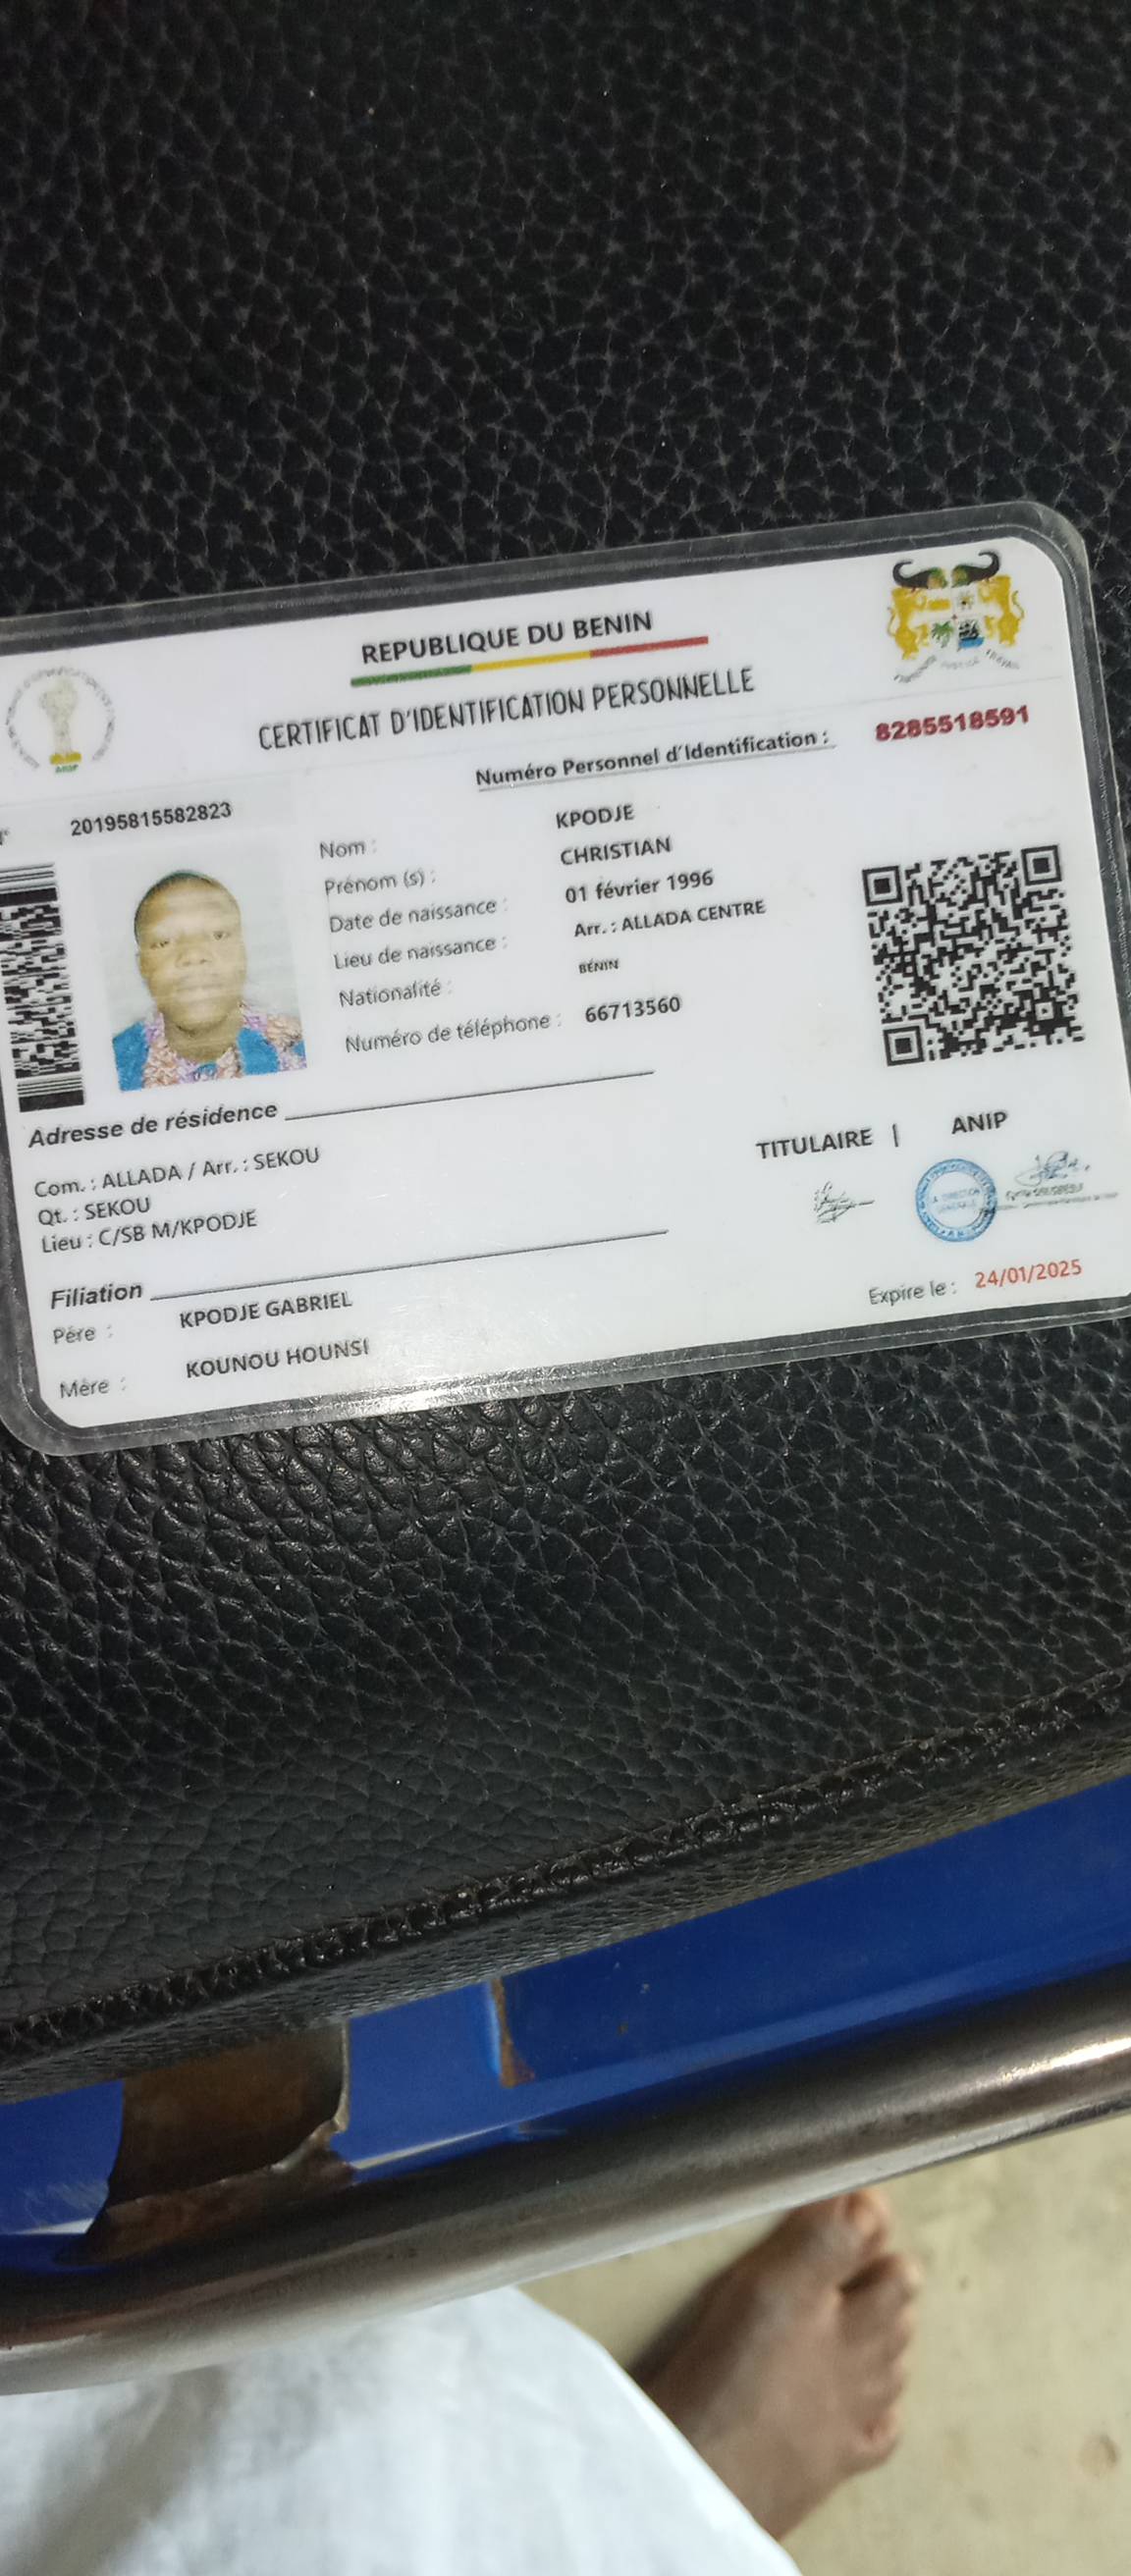 REPUBLIQUE DU BENIN
CERTIFICAT D'IDENTIFICATION PERSONNELLE
Numéro Personnel d'Identification : 8285518591
20195815582823
Nom : KPODJE
Prénom (s) : CHRISTIAN
Date de naissance : 01 février 1996
Lieu de naissance : Arr. : ALLADA CENTRE
Nationalité : BÉNIN
Numéro de téléphone : 66713560
Adresse de résidence
Com. : ALLADA / Arr. : SEKOU
Qt. : SEKOU
Lieu : C/SB M/KPODJE
TITULAIRE | ANIP
LA DIRECTION
GENERALE
Filiation
Père : KPODJE GABRIEL
Mère : KOUNOU HOUNSI
Expire le : 24/01/2025